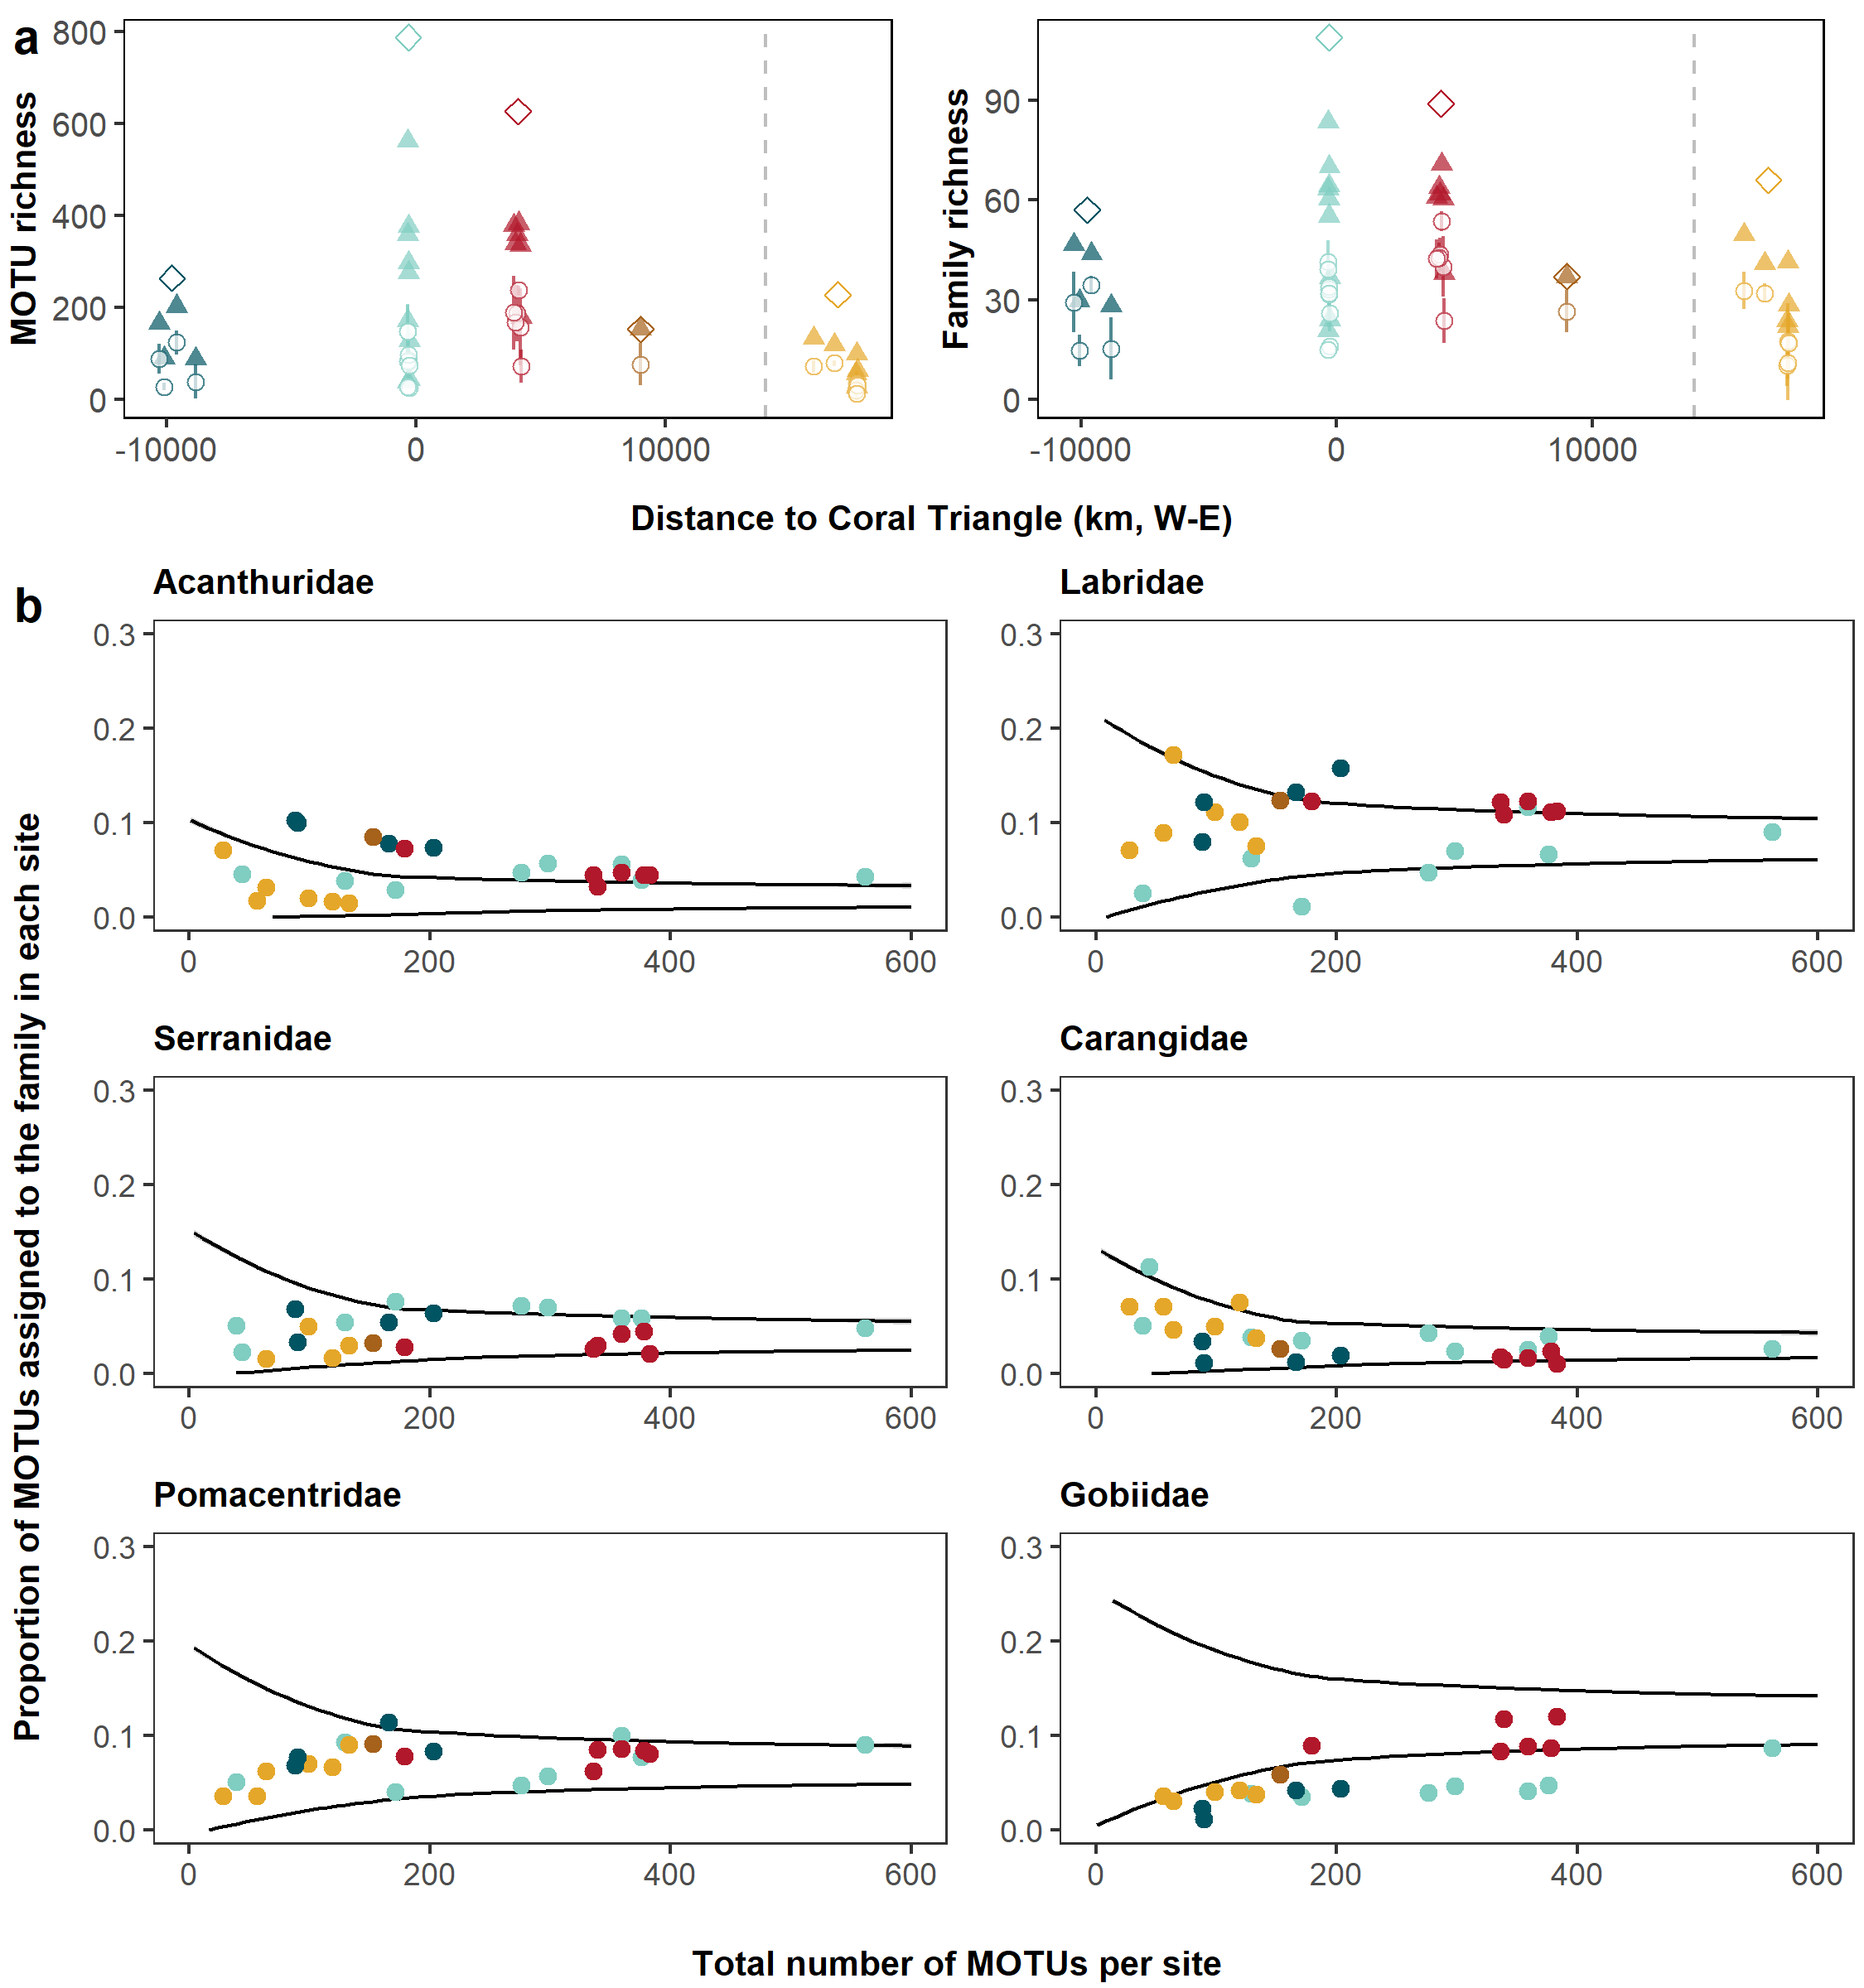 a
MOTU richness
800
600
400
200
0
-10000 0 10000
Family richness
90
60
30
0
-10000 0 10000
Distance to Coral Triangle (km, W-E)
b
Proportion of MOTUs assigned to the family in each site
Acanthuridae
0.3
0.2
0.1
0.0
0 200 400 600
Labridae
0.3
0.2
0.1
0.0
0 200 400 600
Serranidae
0.3
0.2
0.1
0.0
0 200 400 600
Carangidae
0.3
0.2
0.1
0.0
0 200 400 600
Pomacentridae
0.3
0.2
0.1
0.0
0 200 400 600
Gobiidae
0.3
0.2
0.1
0.0
0 200 400 600
Total number of MOTUs per site